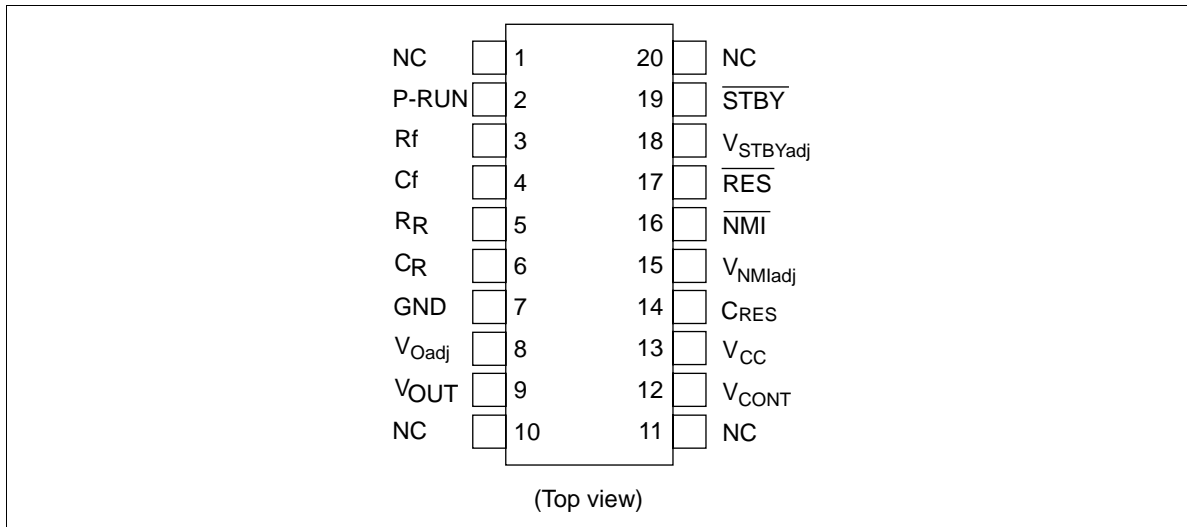 NC 1 20 NC
P-RUN 2 19 STBY
Rf 3 18 VSTBYadj
Cf 4 17 RES
RR 5 16 NMI
CR 6 15 VNMIadj
GND 7 14 CRES
VOadj 8 13 VCC
VOUT 9 12 VCONT
NC 10 11 NC
(Top view)